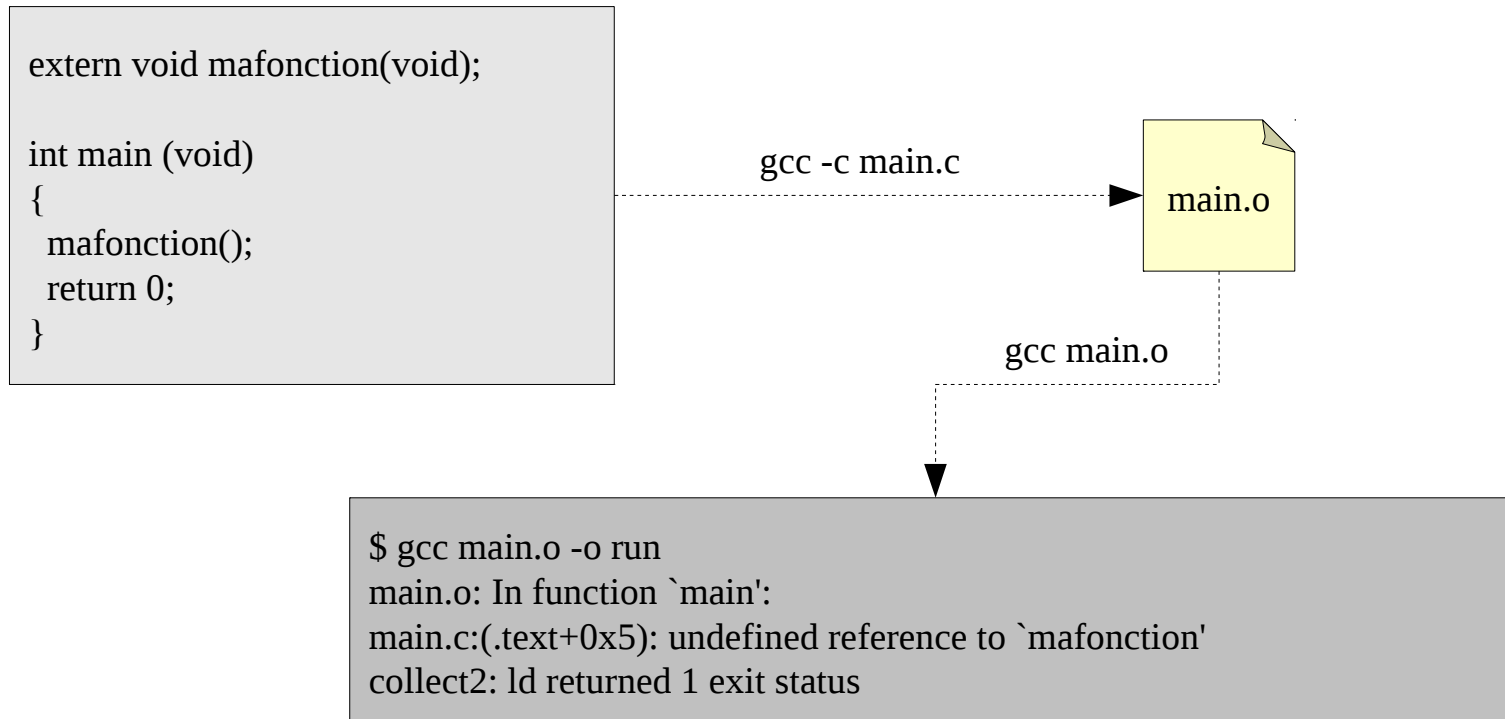 extern void mafonction(void);
int main (void)
{
mafonction();
return 0;
}
gcc -c main.c
main.o
gcc main.o
$ gcc main.o -o run
main.o: In function `main':
main.c:(.text+0x5): undefined reference to `mafonction'
collect2: ld returned 1 exit status